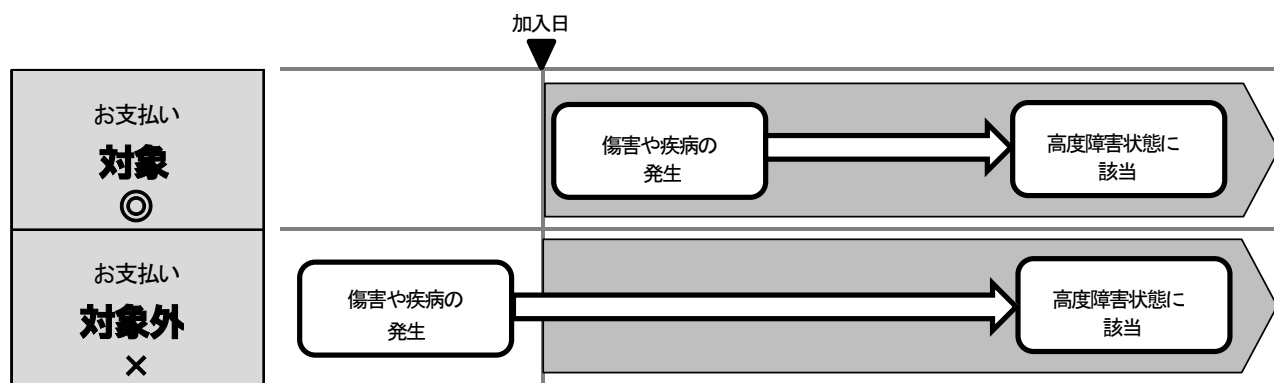 加入日
お支払い
対象
◎
傷害や疾病の
発生
高度障害状態に
該当
お支払い
対象外
×
傷害や疾病の
発生
高度障害状態に
該当